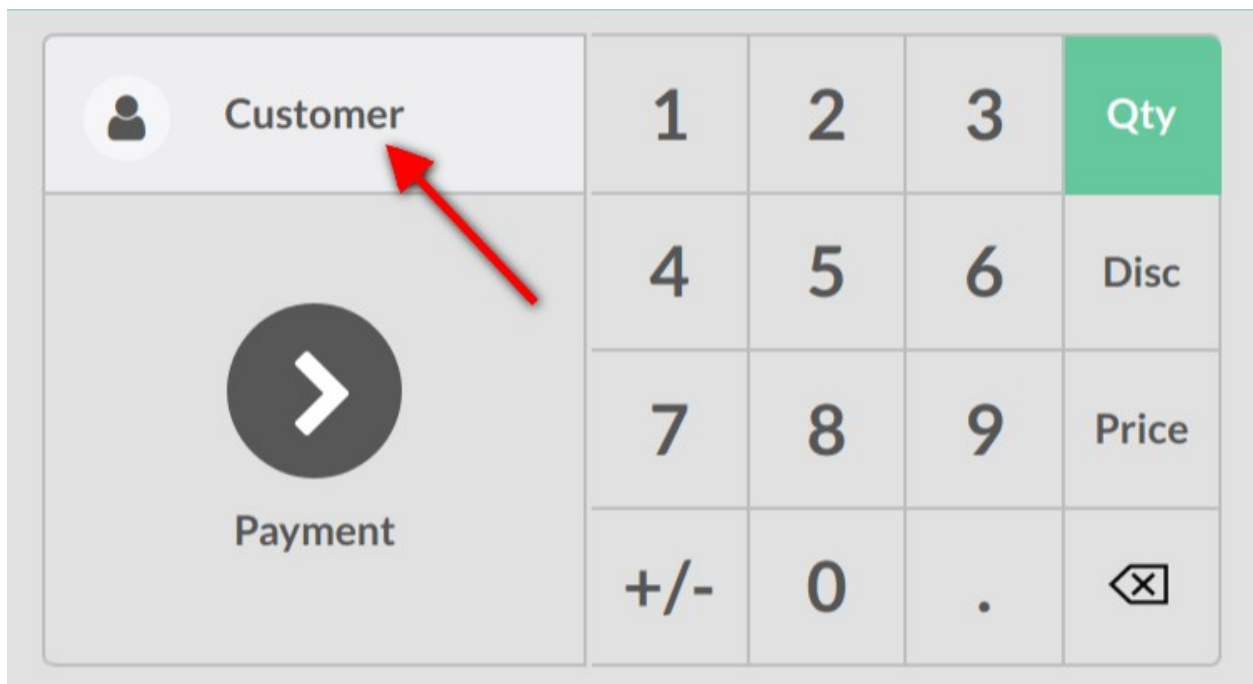 Customer
1 2 3 Qty
4 5 6 Disc
7 8 9 Price
Payment
+/- 0 .